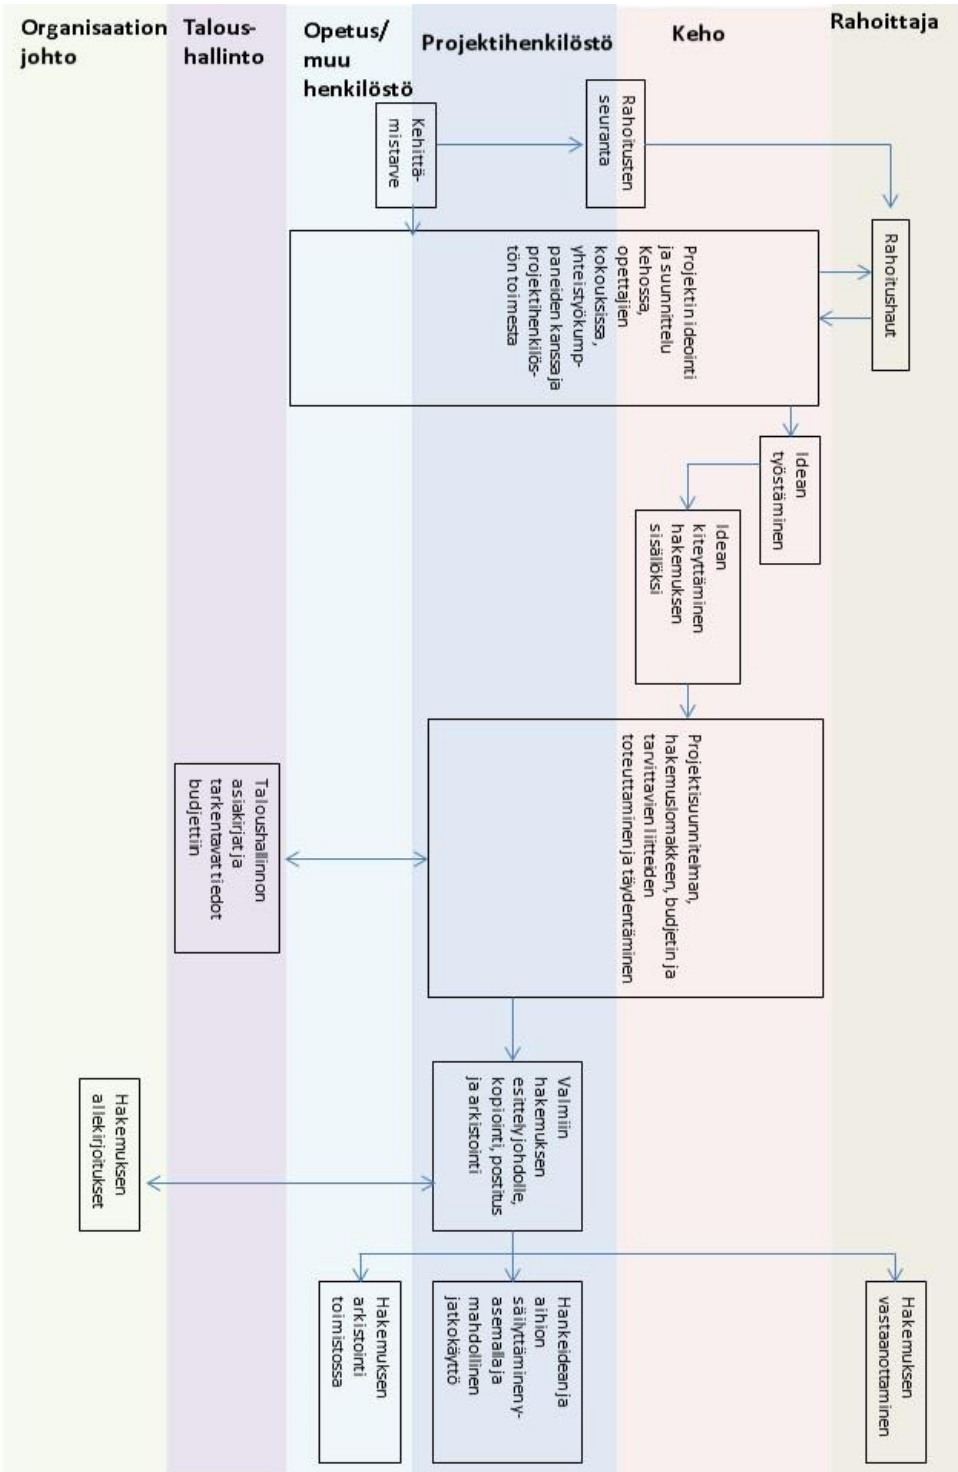 Organisaation
johto
Talous-
hallinto
Opetus/
muu
henkilöstö
Projektihenkilöstö
Keho
Rahoittaja
Kehittä-
mistarve
Rahoitusten
seuranta
Rahoitushaut
Projektin ideointi
ja suunnittelu
Kehossa,
opettajien
kokouksissa,
yhteistyökump-
paneiden kanssa ja
projektihenkilös-
tön toimesta
Idean
työstäminen
Idean
kiteyttäminen
hakemuksen
sisällöksi
Projektisuunnitelman,
hakemuslomakkeen, budjetin ja
tarvittavien liitteiden
toteuttaminen ja täydentäminen
Taloushallinnon
asiakirjat ja
tarkentavat tiedot
budjettiin
Valmiin
hakemuksen
esittely johdolle,
kopiointi, postitus
ja arkistointi
Hakemuksen
allekirjoitukset
Hakemuksen
vastaanottaminen
Hankeidean ja
aihion
säilyttäminen y-
asemalla ja
mahdollinen
jatkokäyttö
Hakemuksen
arkistointi
toimistossa